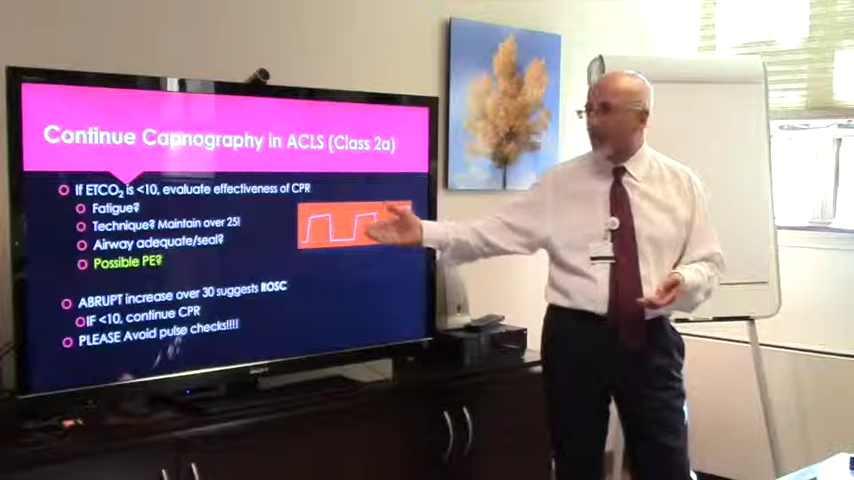 Continue Capnography in ACLS (Class 2a)
If ETCO2 is <10, evaluate effectiveness of CPR
Fatigue?
Technique? Maintain over 25!
Airway adequate/seal?
Possible PE?
ABRUPT increase over 30 suggests ROSC
IF <10, continue CPR
PLEASE Avoid pulse checks!!!!